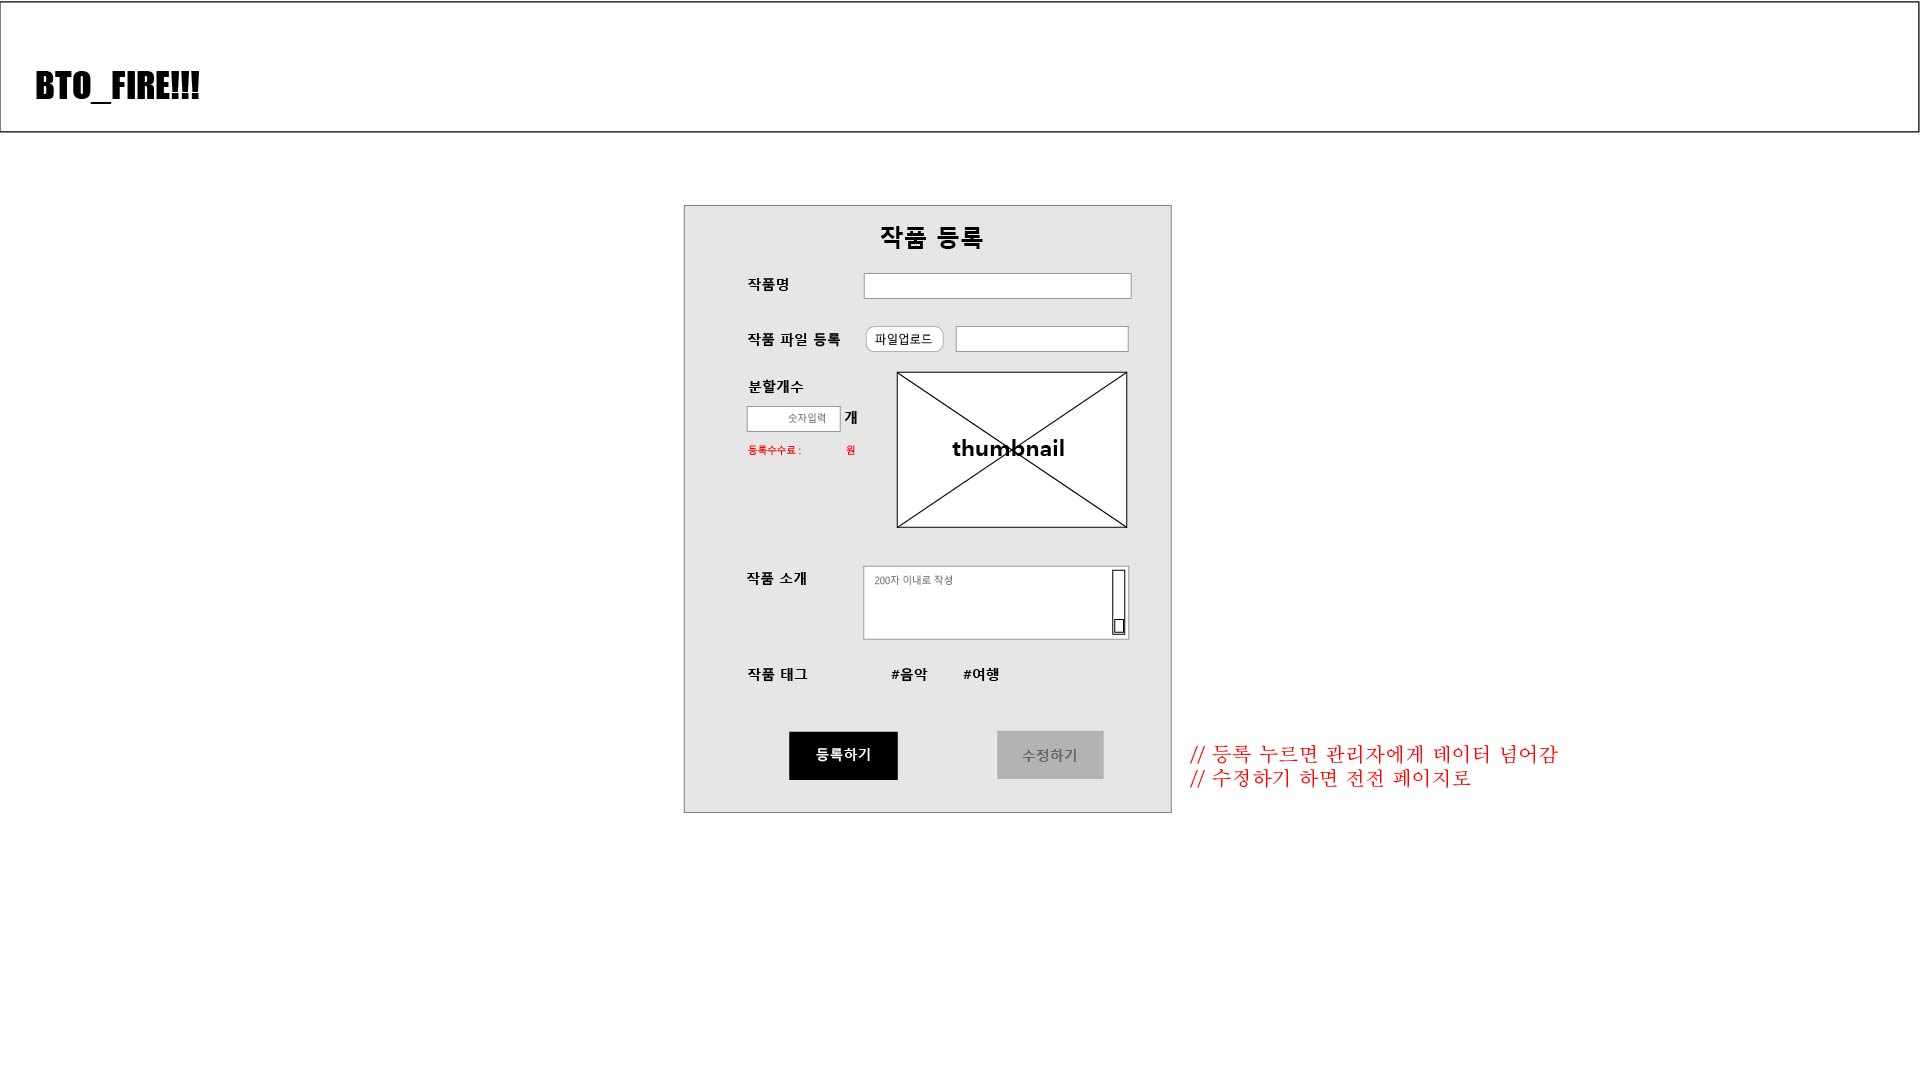 BTO_FIRE!!!
작품 등록
작품명
작품 파일 등록 파일업로드
분할개수
숫자입력 개
등록수수료 : 원
thumbnail
작품 소개
200자 이내로 작성
작품 태그 #음악 #여행
등록하기 수정하기
// 등록 누르면 관리자에게 데이터 넘어감
// 수정하기 하면 전전 페이지로